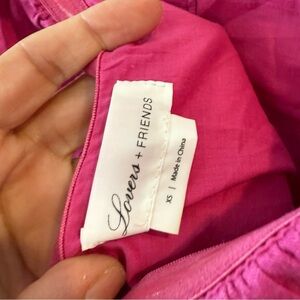 Lovers + FRIENDS
XS | Made in China